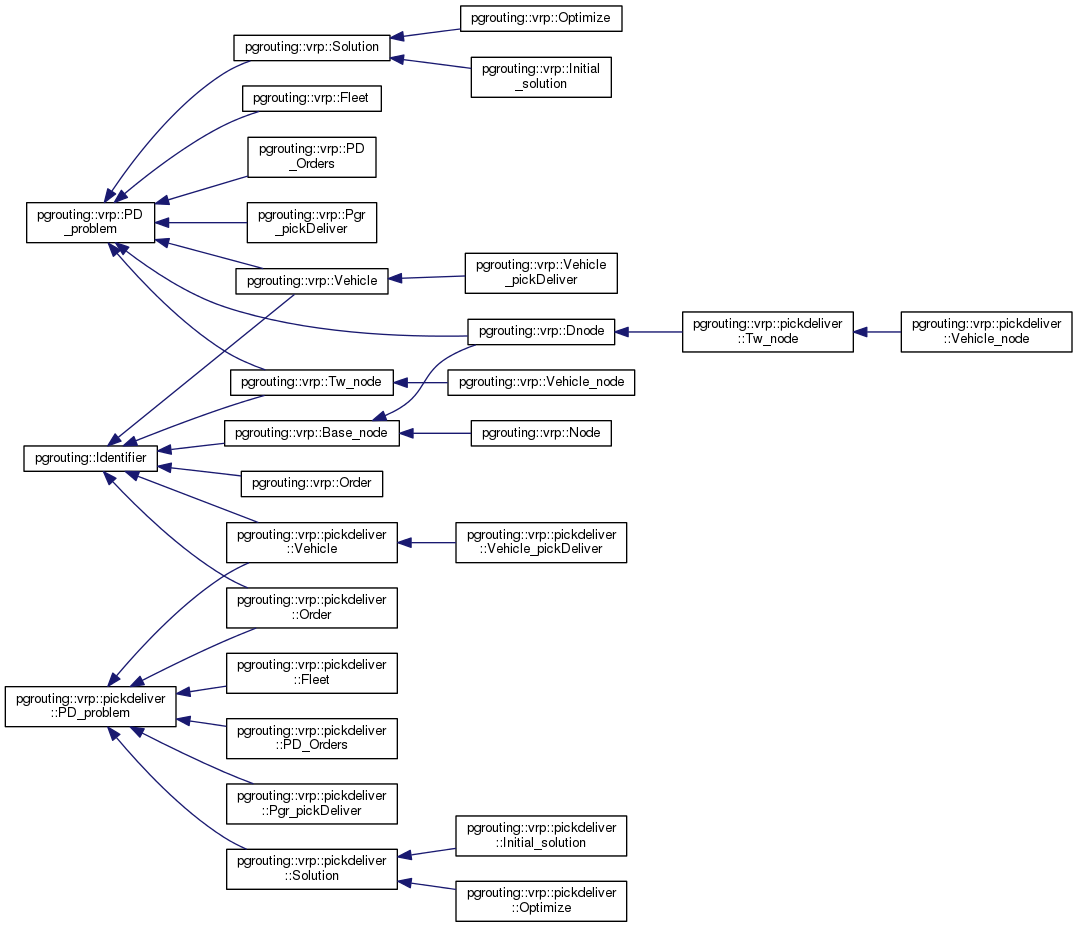 pgrouting::vrp::Optimize
pgrouting::vrp::Solution
pgrouting::vrp::Initial
_solution
pgrouting::vrp::Fleet
pgrouting::vrp::PD
_Orders
pgrouting::vrp::PD
_problem
pgrouting::vrp::Pgr
_pickDeliver
pgrouting::vrp::Vehicle
pgrouting::vrp::Vehicle
_pickDeliver
pgrouting::vrp::Dnode
pgrouting::vrp::pickdeliver
::Tw_node
pgrouting::vrp::pickdeliver
::Vehicle_node
pgrouting::vrp::Tw_node
pgrouting::vrp::Vehicle_node
pgrouting::vrp::Base_node
pgrouting::vrp::Node
pgrouting::Identifier
pgrouting::vrp::Order
pgrouting::vrp::pickdeliver
::Vehicle
pgrouting::vrp::pickdeliver
::Vehicle_pickDeliver
pgrouting::vrp::pickdeliver
::Order
pgrouting::vrp::pickdeliver
::Fleet
pgrouting::vrp::pickdeliver
::PD_problem
pgrouting::vrp::pickdeliver
::PD_Orders
pgrouting::vrp::pickdeliver
::Pgr_pickDeliver
pgrouting::vrp::pickdeliver
::Initial_solution
pgrouting::vrp::pickdeliver
::Solution
pgrouting::vrp::pickdeliver
::Optimize